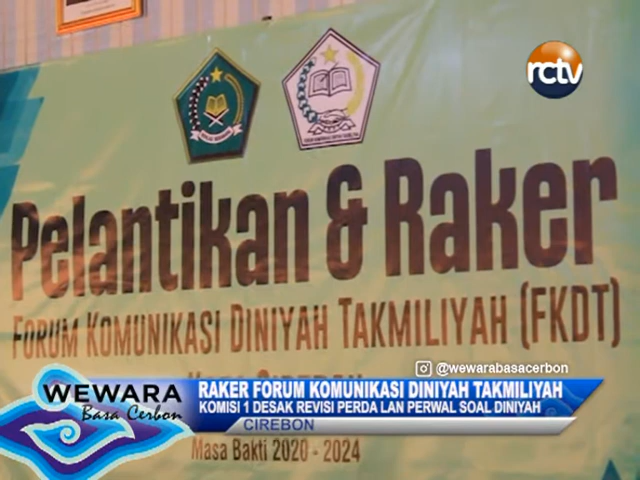 rctv
Pelantikan & Raker
FORUM KOMUNIKASI DINIYAH TAKMILIYAH (FKDT)
@wewarabasacerbon
WEWARA
Basa Cerbon
RAKER FORUM KOMUNIKASI DINIYAH TAKMILIYAH
KOMISI 1 DESAK REVISI PERDA LAN PERWAL SOAL DINIYAH
CIREBON
Masa Bakti 2020 - 2024